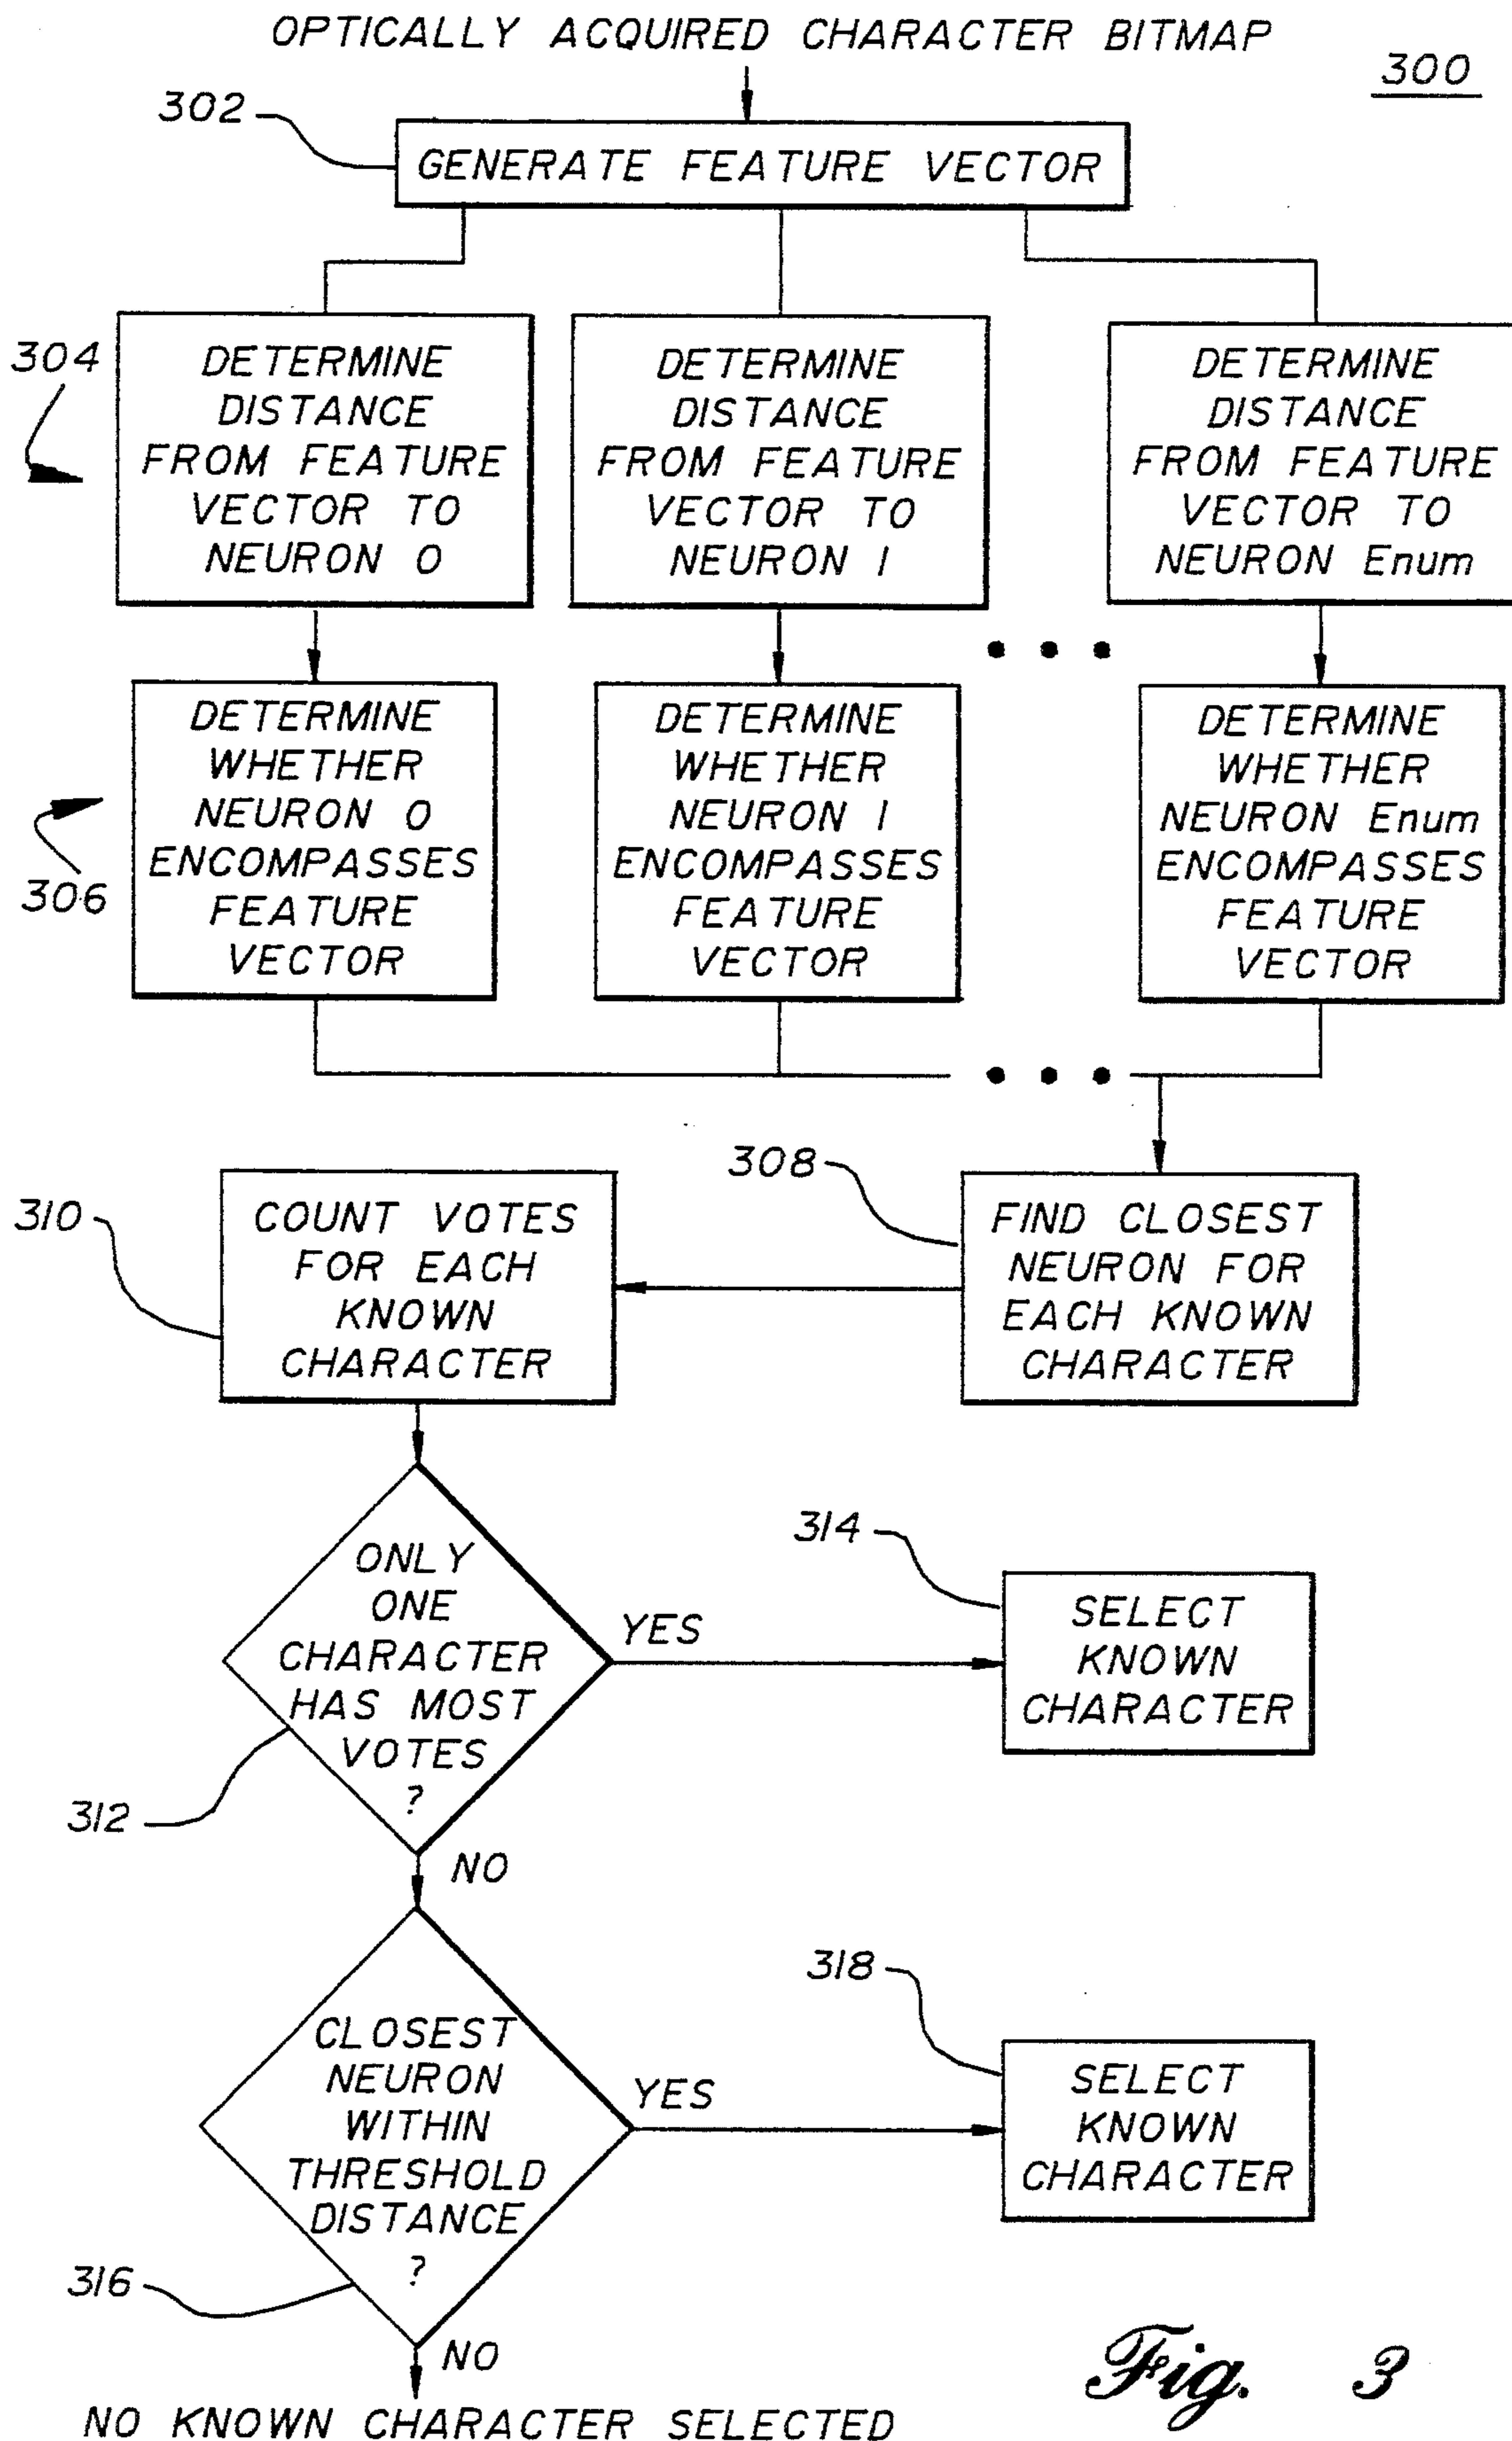 OPTICALLY ACQUIRED CHARACTER BITMAP
300
302
GENERATE FEATURE VECTOR
304
DETERMINE
DISTANCE
FROM FEATURE
VECTOR TO
NEURON 0
DETERMINE
DISTANCE
FROM FEATURE
VECTOR TO
NEURON 1
DETERMINE
DISTANCE
FROM FEATURE
VECTOR TO
NEURON Enum
• • •
306
DETERMINE
WHETHER
NEURON 0
ENCOMPASSES
FEATURE
VECTOR
DETERMINE
WHETHER
NEURON 1
ENCOMPASSES
FEATURE
VECTOR
DETERMINE
WHETHER
NEURON Enum
ENCOMPASSES
FEATURE
VECTOR
• • •
308
FIND CLOSEST
NEURON FOR
EACH KNOWN
CHARACTER
310
COUNT VOTES
FOR EACH
KNOWN
CHARACTER
312
ONLY
ONE
CHARACTER
HAS MOST
VOTES
?
YES
314
SELECT
KNOWN
CHARACTER
NO
316
CLOSEST
NEURON
WITHIN
THRESHOLD
DISTANCE
?
YES
318
SELECT
KNOWN
CHARACTER
NO
NO KNOWN CHARACTER SELECTED
Fig. 3